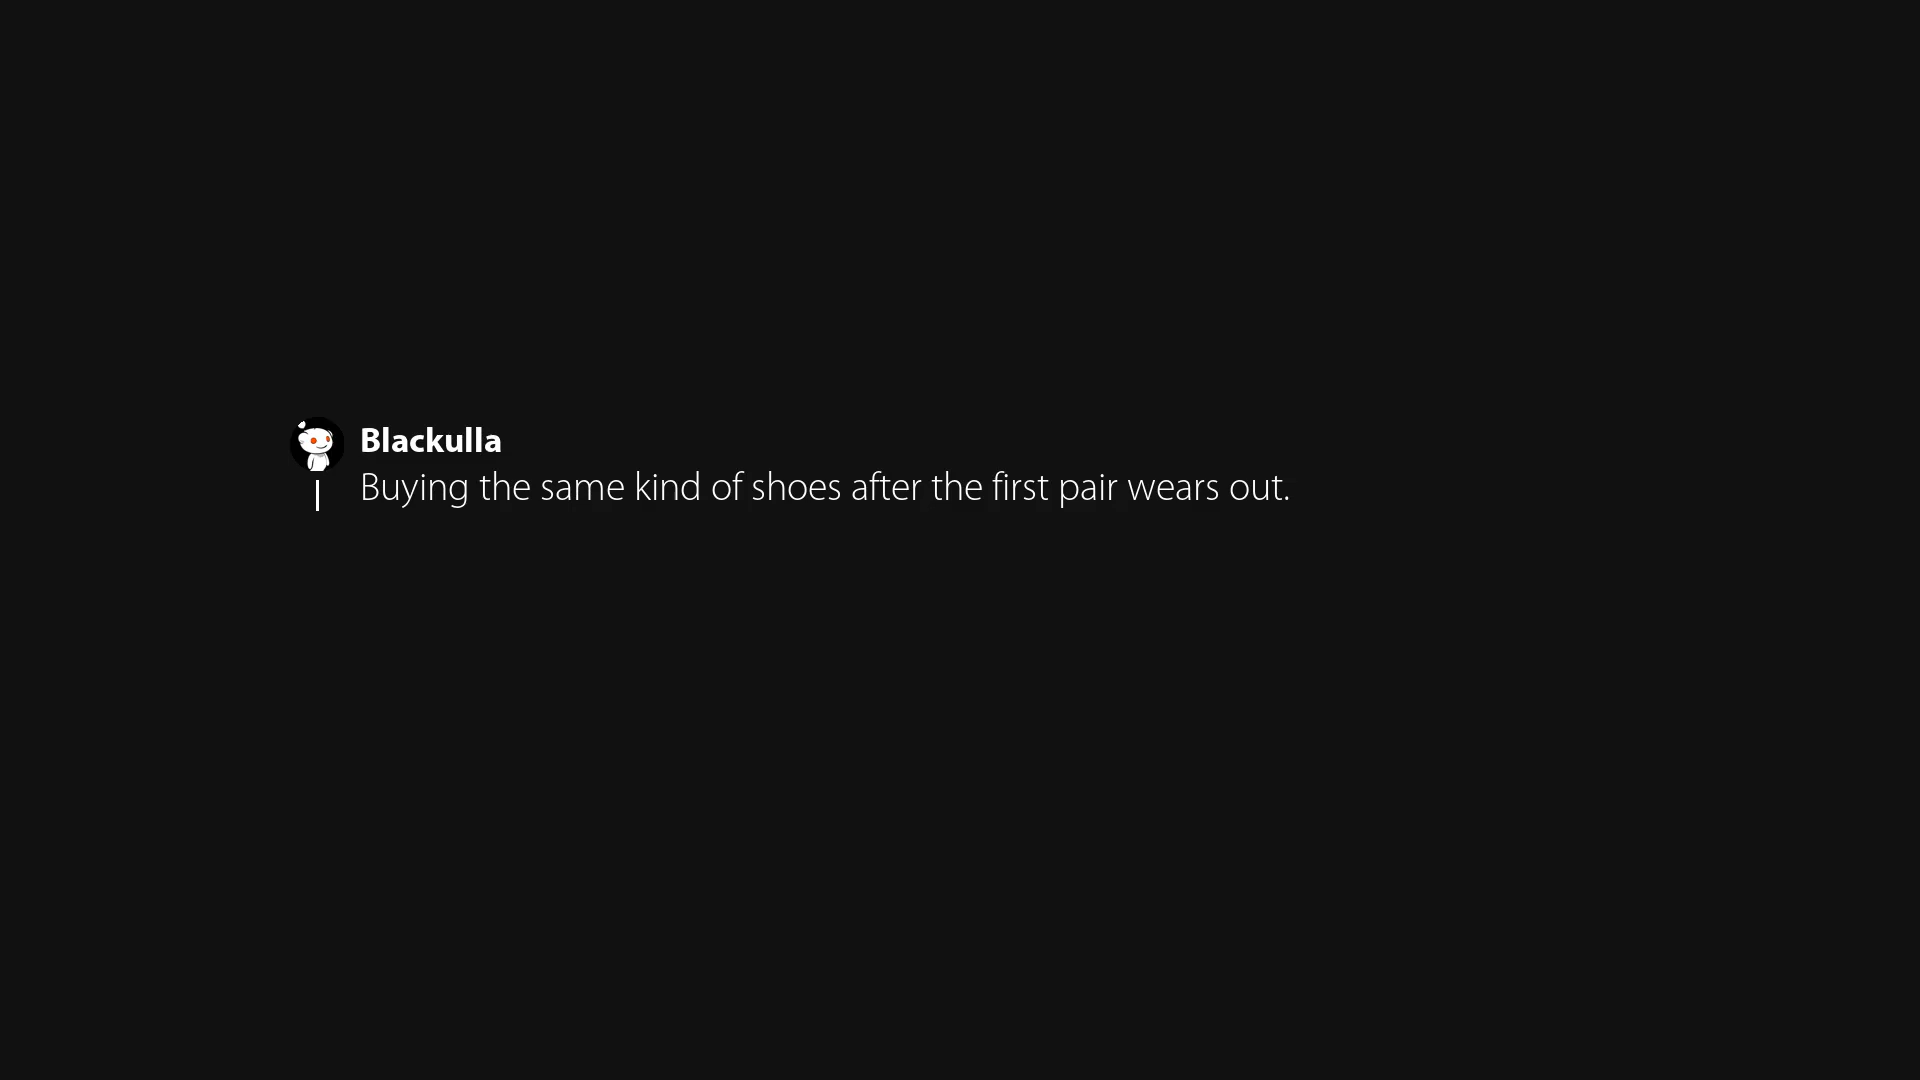 Blackulla
Buying the same kind of shoes after the first pair wears out.